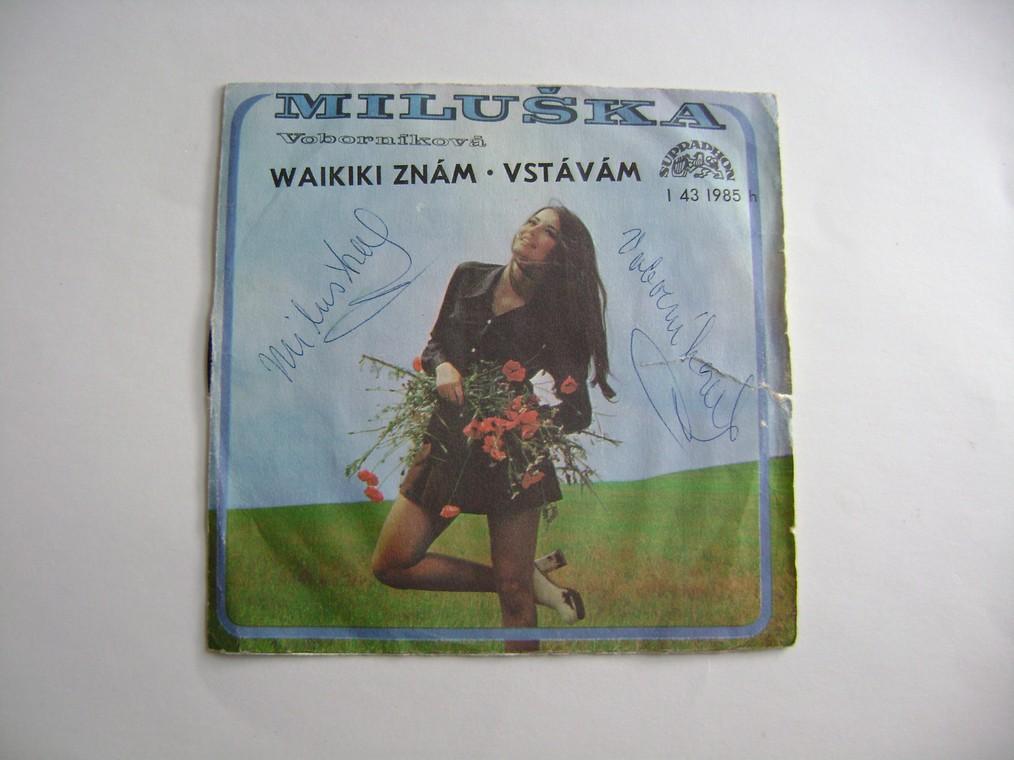 MILUŠKA
Voborníková
WAIKIKI ZNÁM · VSTÁVÁM
SUPRAPHON
1 43 1985 h
Miluška
Voborníková